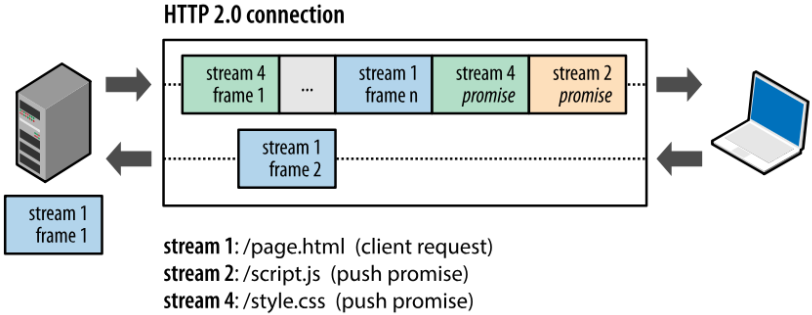 HTTP 2.0 connection
stream 4
frame 1
...
stream 1
frame n
stream 4
promise
stream 2
promise
stream 1
frame 2
stream 1
frame 1
stream 1: /page.html (client request)
stream 2: /script.js (push promise)
stream 4: /style.css (push promise)